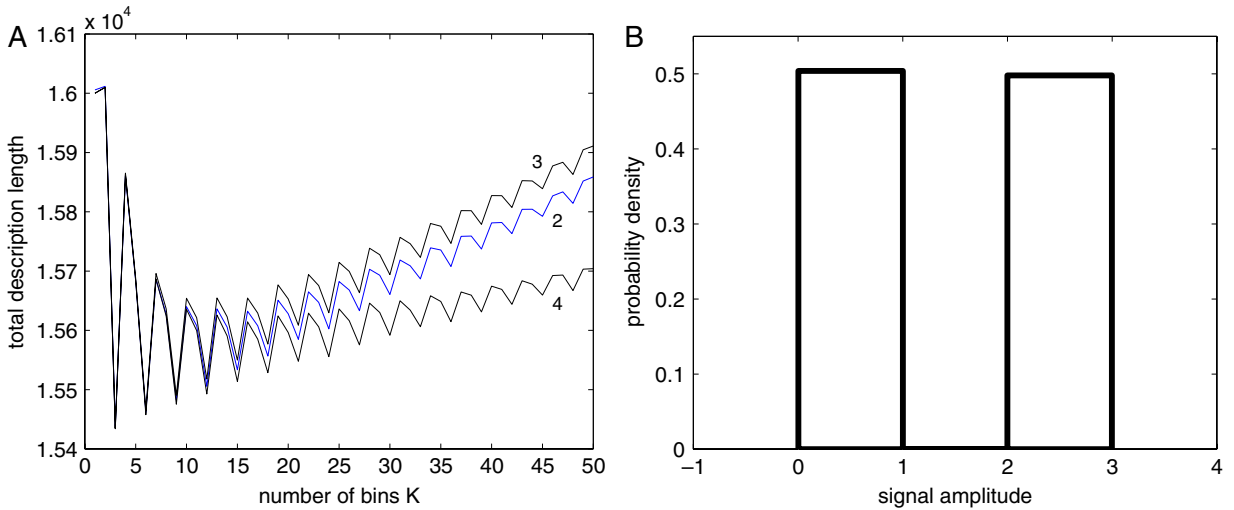 A
x 10⁴
1.61
1.6
1.59
1.58
1.57
1.56
1.55
1.54
total description length
3
2
4
0 5 10 15 20 25 30 35 40 45 50
number of bins K
B
0.5
0.4
0.3
0.2
0.1
0
probability density
−1 0 1 2 3 4
signal amplitude